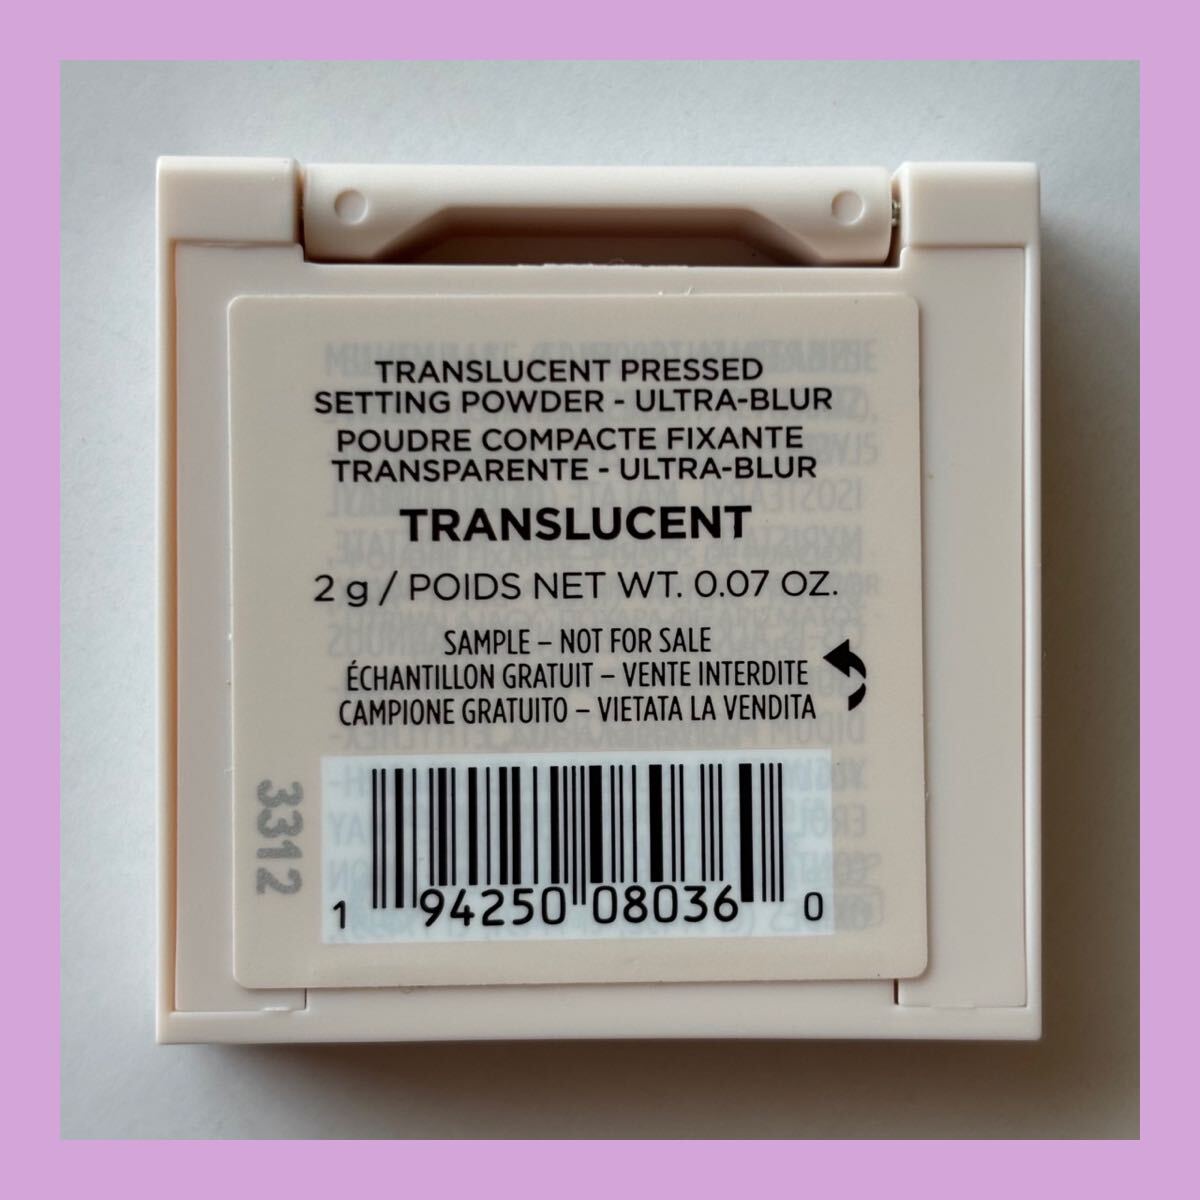 TRANSLUCENT PRESSED
SETTING POWDER - ULTRA-BLUR
POUDRE COMPACTE FIXANTE
TRANSPARENTE - ULTRA-BLUR
TRANSLUCENT
2 g / POIDS NET WT. 0.07 OZ.
SAMPLE – NOT FOR SALE
ÉCHANTILLON GRATUIT – VENTE INTERDITE
CAMPIONE GRATUITO – VIETATA LA VENDITA
3312
1 94250 08036 0